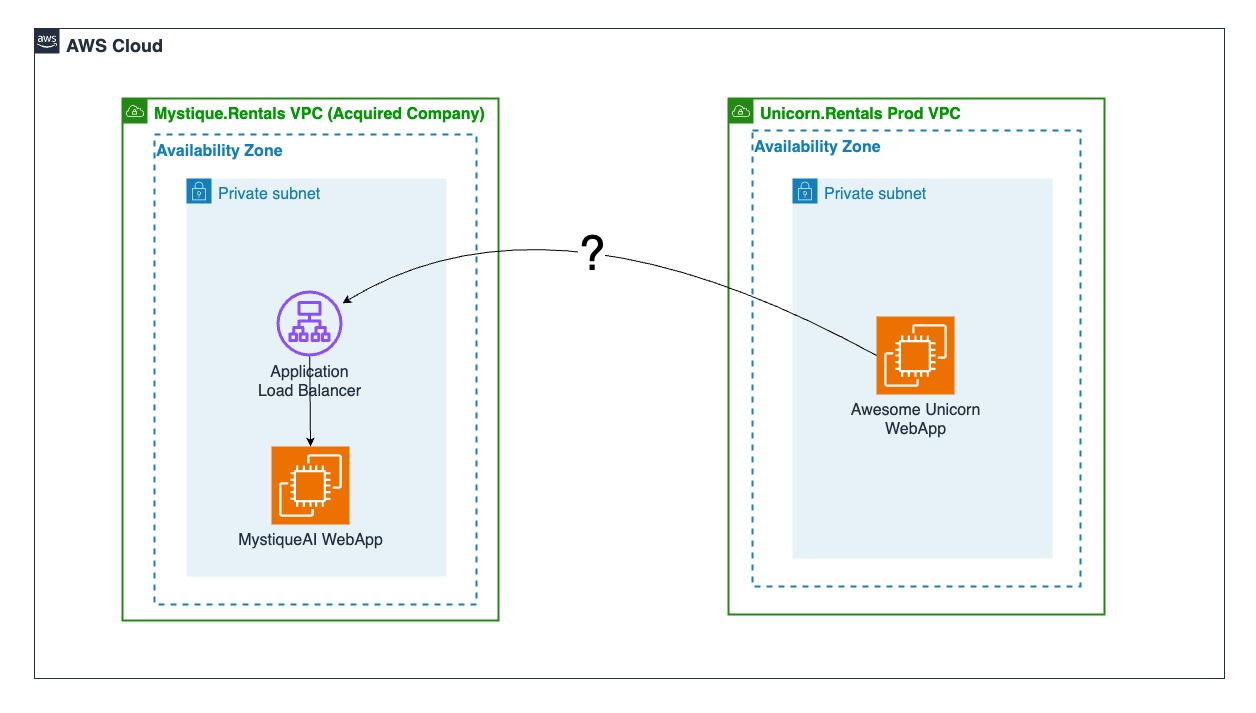 aws
AWS Cloud
Mystique.Rentals VPC (Acquired Company)
Availability Zone
Private subnet
Application
Load Balancer
MystiqueAI WebApp
?
Unicorn.Rentals Prod VPC
Availability Zone
Private subnet
Awesome Unicorn
WebApp